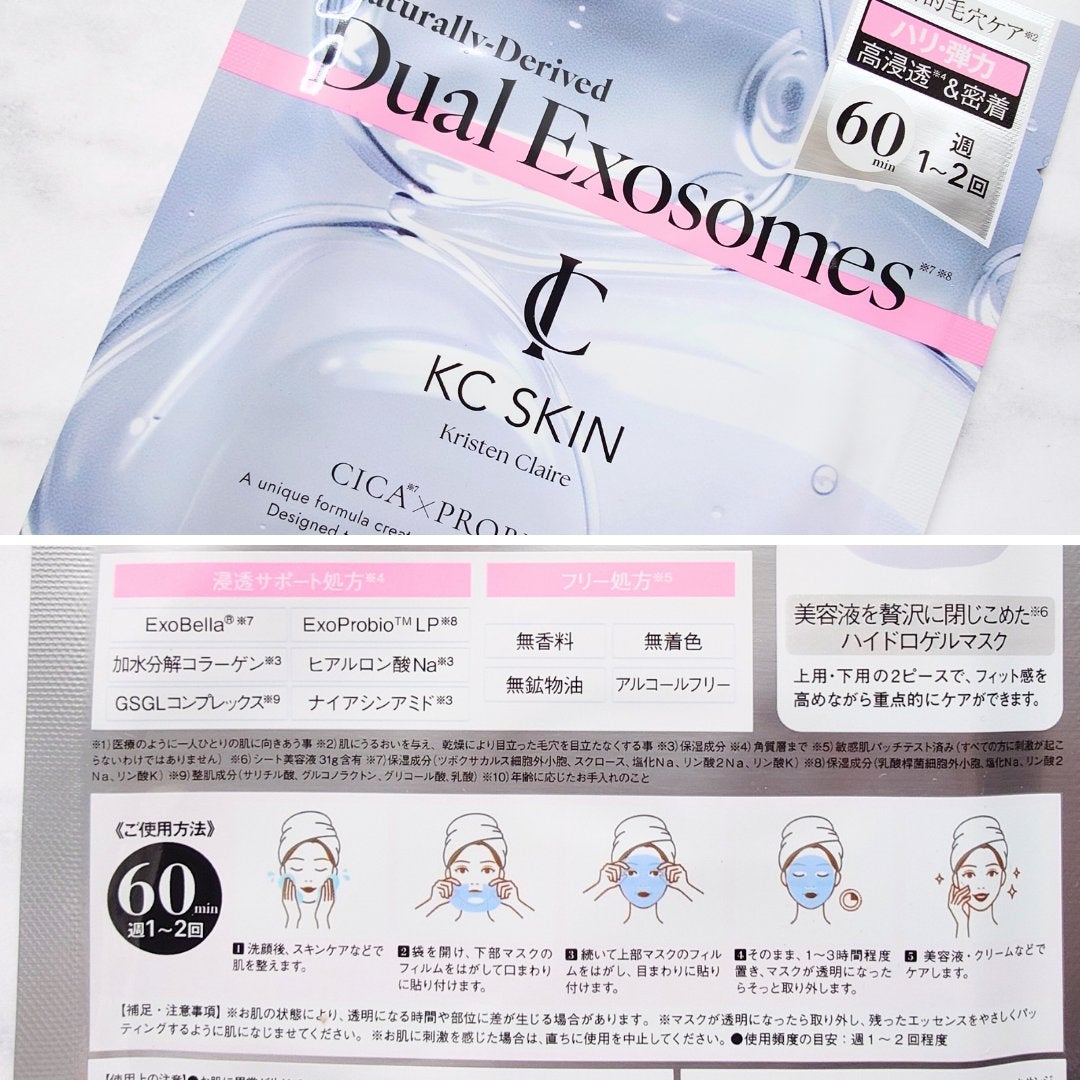 Naturally-Derived
Dual Exosomes※7 ※8
毛穴ケア※2
ハリ・弾力
高浸透※4&密着
60 min
週
1~2回
KC SKIN
Kristen Claire
CICA※7×PROB
A unique formula
Designed
浸透サポート処方※4
ExoBella®※7
ExoProbio™ LP※8
加水分解コラーゲン※3
ヒアルロン酸Na※3
GSGLコンプレックス※9
ナイアシンアミド※3
フリー処方※5
無香料
無着色
無鉱物油
アルコールフリー
美容液を贅沢に閉じこめた※6
ハイドロゲルマスク
上用・下用の2ピースで、フィット感を
高めながら重点的にケアができます。
※1)医療のように一人ひとりの肌に向きあう事 ※2)肌にうるおいを与え、乾燥により目立った毛穴を目立たなくする事 ※3)保湿成分 ※4)角質層まで ※5)敏感肌パッチテスト済み(すべての方に刺激が起こ
らないわけではありません) ※6)シート美容液31g含有 ※7)保湿成分(ツボクサカルス細胞外小胞、スクロース、塩化Na、リン酸2Na、リン酸K) ※8)保湿成分(乳酸桿菌細胞外小胞、塩化Na、リン酸2
Na、リン酸K) ※9)整肌成分(サリチル酸、グルコノラクトン、グリコール酸、乳酸) ※10)年齢に応じたお手入れのこと
《ご使用方法》
60 min
週1~2回
1 洗顔後、スキンケアなどで
肌を整えます。
2 袋を開け、下部マスクの
フィルムをはがして口まわり
に貼り付けます。
3 続いて上部マスクのフィル
ムをはがし、目まわりに貼り
付けます。
4 そのまま、1~3時間程度
置き、マスクが透明になった
らそっと取り外します。
5 美容液・クリームなどで
ケアします。
【補足・注意事項】 ※お肌の状態により、透明になる時間や部位に差が生じる場合があります。 ※マスクが透明になったら取り外し、残ったエッセンスをやさしくパッ
ティングするように肌になじませてください。 ※お肌に刺激を感じた場合は、直ちに使用を中止してください。 ●使用頻度の目安:週1~2回程度